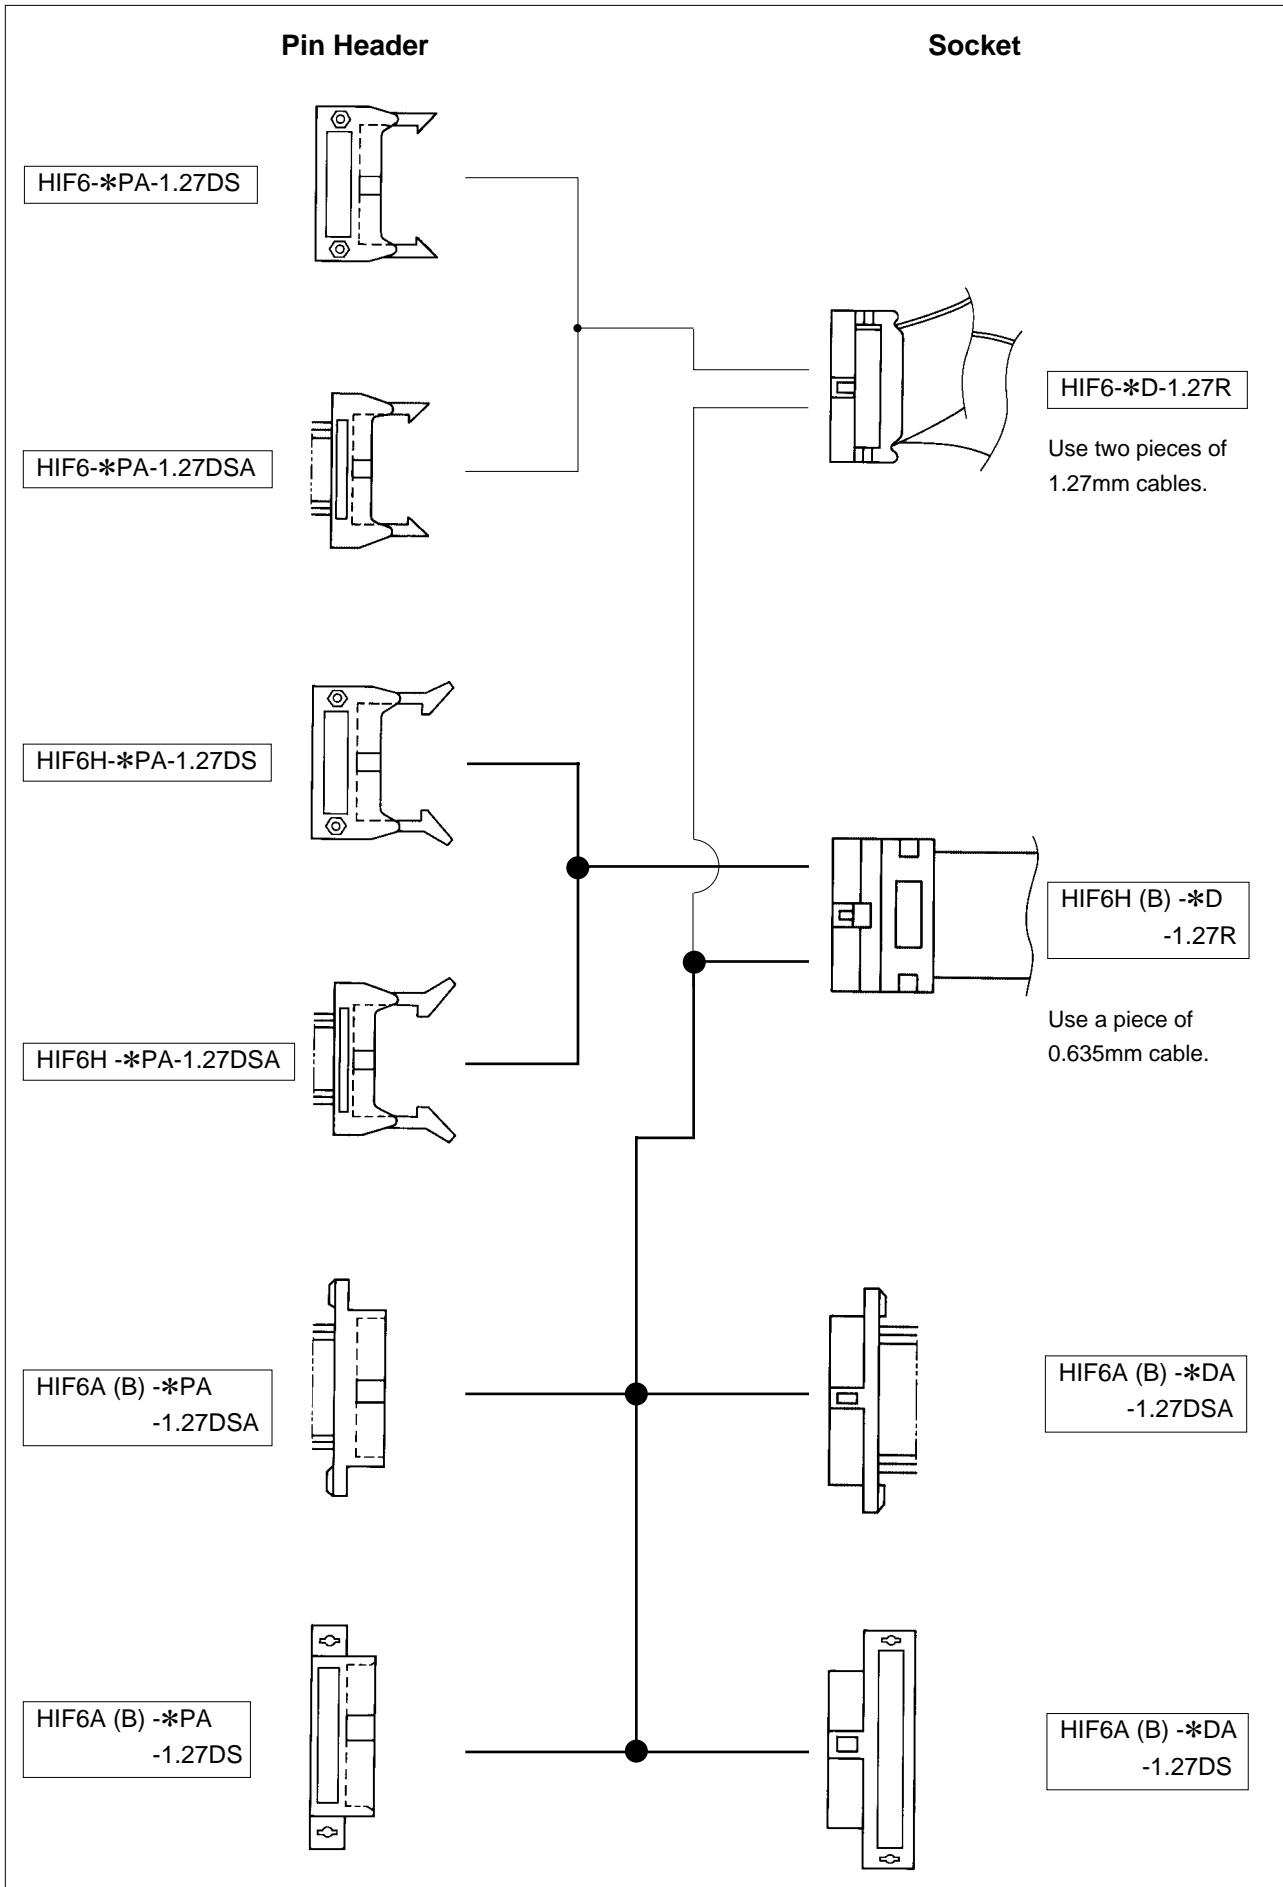 Pin Header
Socket
HIF6-*PA-1.27DS
HIF6-*D-1.27R
Use two pieces of
1.27mm cables.
HIF6-*PA-1.27DSA
HIF6H-*PA-1.27DS
HIF6H (B) -*D
-1.27R
Use a piece of
0.635mm cable.
HIF6H -*PA-1.27DSA
HIF6A (B) -*PA
-1.27DSA
HIF6A (B) -*DA
-1.27DSA
HIF6A (B) -*PA
-1.27DS
HIF6A (B) -*DA
-1.27DS